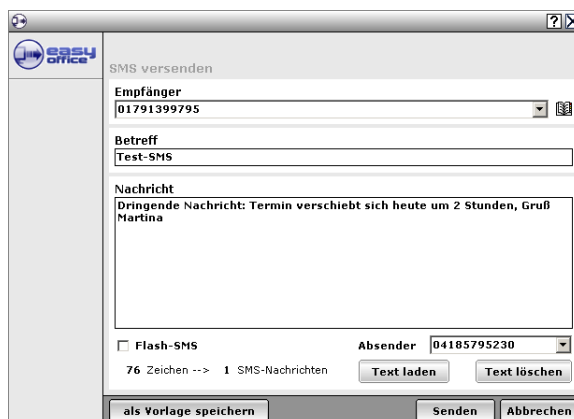 easy
office
SMS versenden
Empfänger
01791399795
Betreff
Test-SMS
Nachricht
Dringende Nachricht: Termin verschiebt sich heute um 2 Stunden, Gruß
Martina
Flash-SMS
Absender 04185795230
76 Zeichen --> 1 SMS-Nachrichten
Text laden Text löschen
als Vorlage speichern Senden Abbrechen